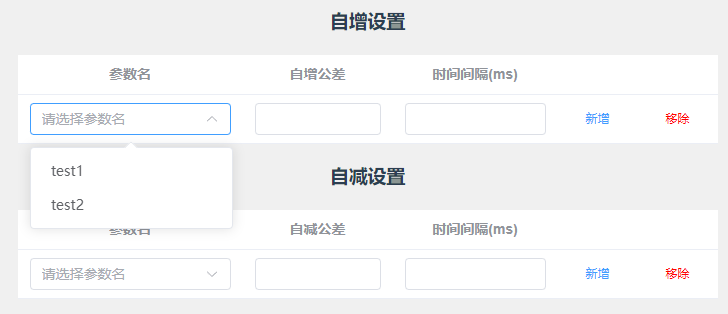 自增设置
参数名 自增公差 时间间隔(ms)
请选择参数名 新增 移除
test1
自减设置
test2
参数名 自减公差 时间间隔(ms)
请选择参数名 新增 移除